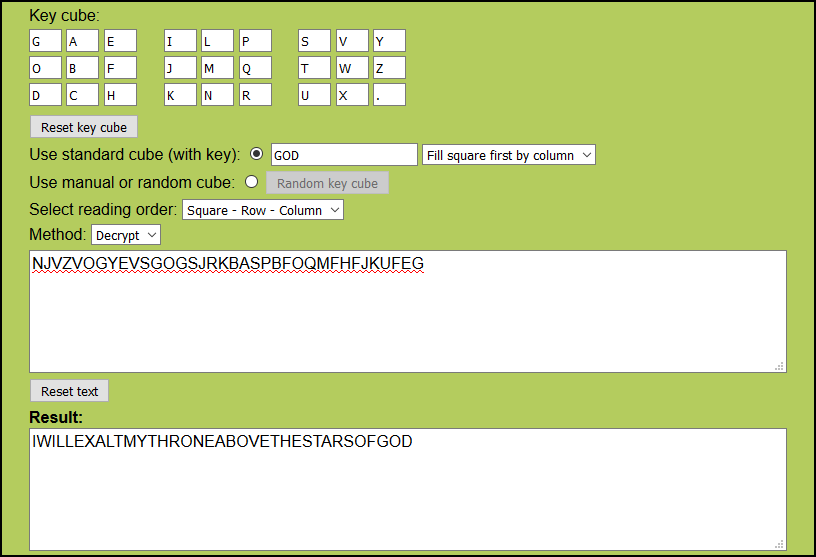 Key cube:
G A E I L P S V Y
O B F J M Q T W Z
D C H K N R U X .
Reset key cube
Use standard cube (with key): GOD Fill square first by column
Use manual or random cube: Random key cube
Select reading order: Square - Row - Column
Method: Decrypt
NJVZVOGYEVSGOGSJRKBASPBFOQMFHFJKUFEG
Reset text
Result:
IWILLEXALTMYTHRONEABOVETHESTARSOFGOD